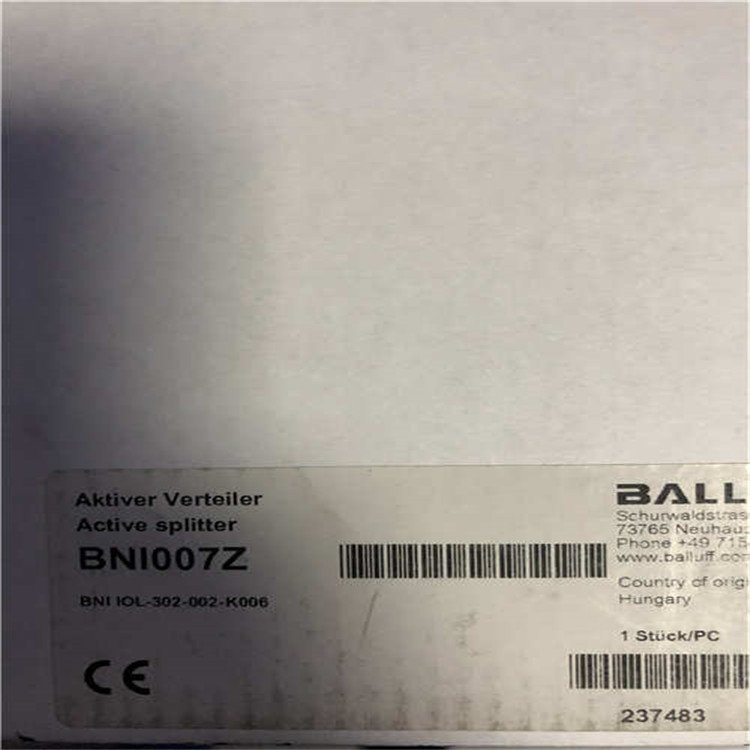 Aktiver Verteiler
Active splitter
BNI007Z
BNI IOL-302-002-K006
CE
BALL
Schurwaldstras
73765 Neuhau
Phone +49 715
www.balluff.com
Country of orig
Hungary
1 Stück/PC
237483